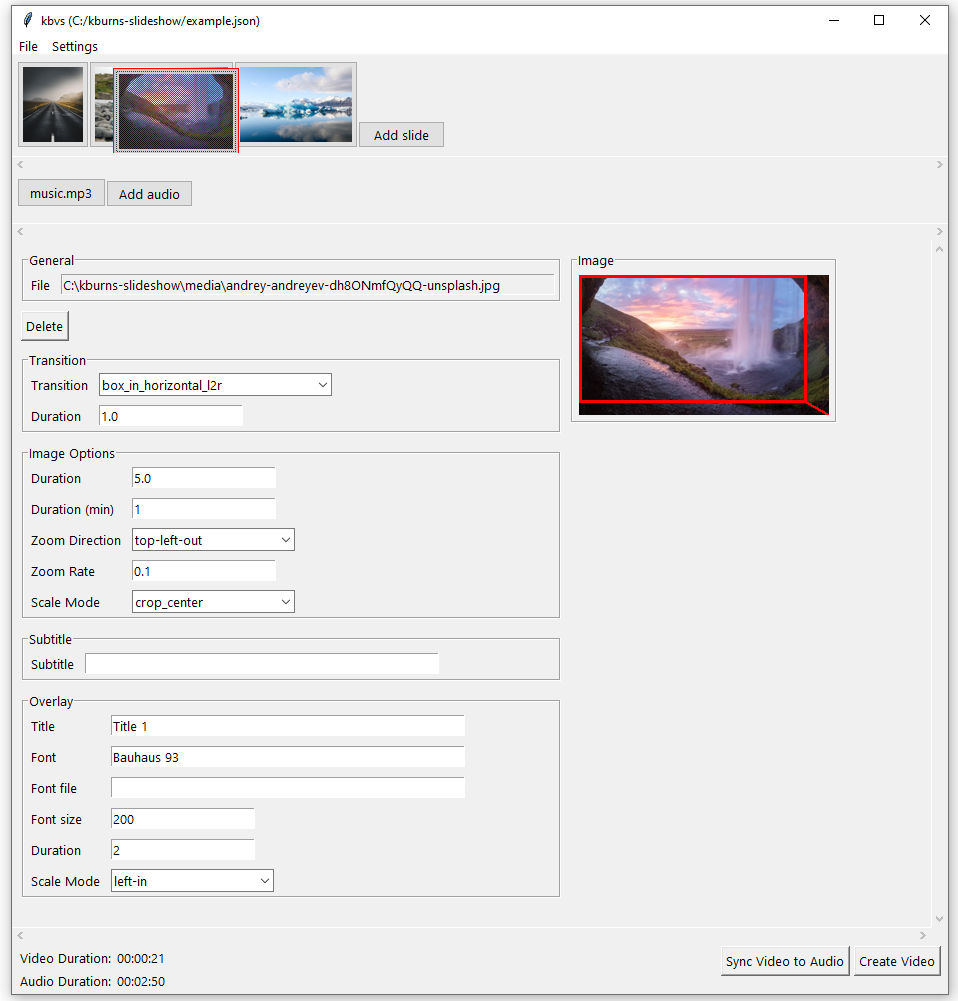 kbvs (C:/kburns-slideshow/example.json)
File Settings
Add slide
music.mp3 Add audio
General
File C:\kburns-slideshow\media\andrey-andreyev-dh8ONmfQyQQ-unsplash.jpg
Image
Delete
Transition
Transition box_in_horizontal_l2r
Duration 1.0
Image Options
Duration 5.0
Duration (min) 1
Zoom Direction top-left-out
Zoom Rate 0.1
Scale Mode crop_center
Subtitle
Subtitle
Overlay
Title Title 1
Font Bauhaus 93
Font file
Font size 200
Duration 2
Scale Mode left-in
Video Duration: 00:00:21
Audio Duration: 00:02:50
Sync Video to Audio Create Video